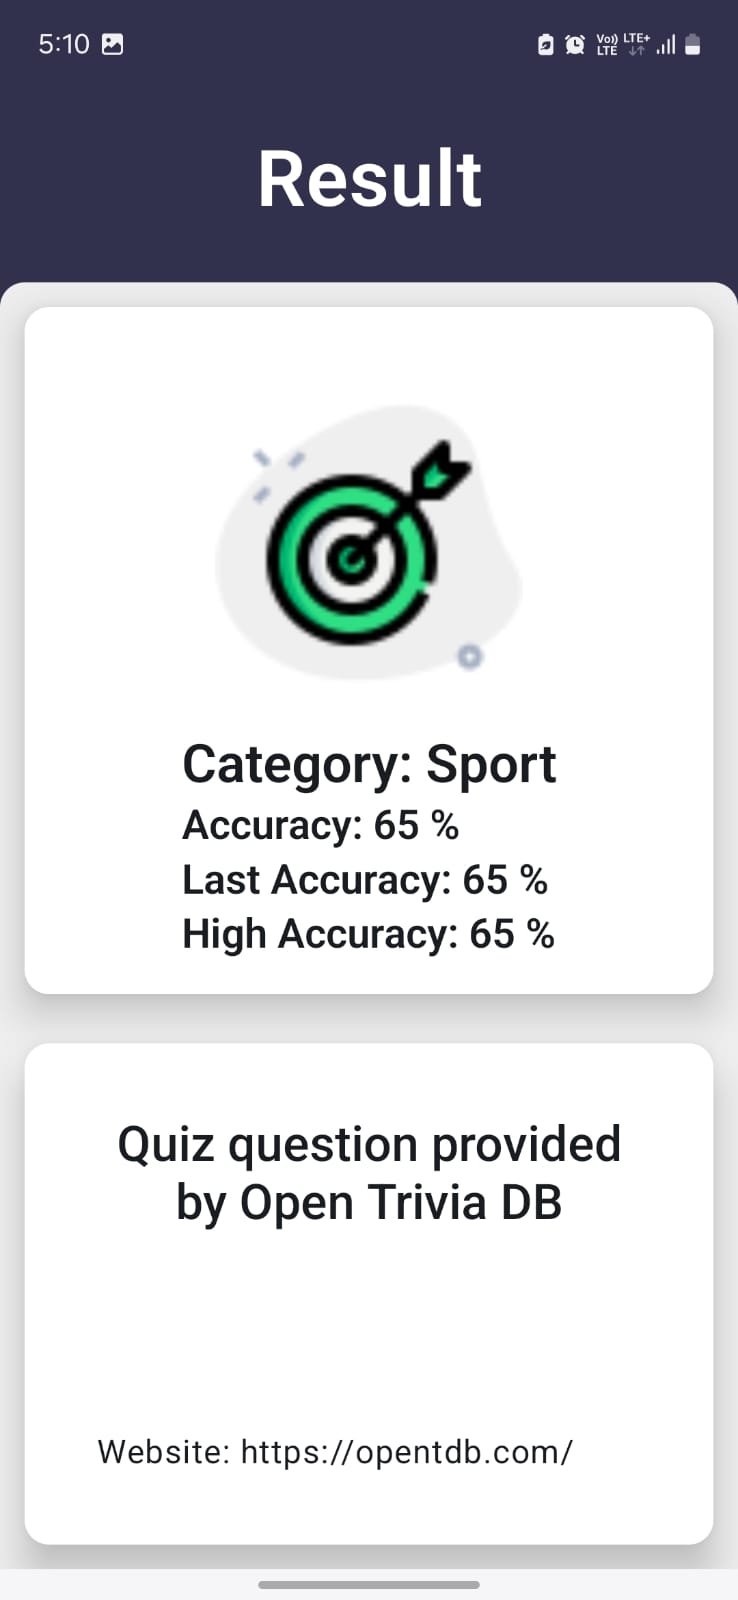 5:10
Vo)) LTE+
LTE
Result
Category: Sport
Accuracy: 65 %
Last Accuracy: 65 %
High Accuracy: 65 %
Quiz question provided
by Open Trivia DB
Website: https://opentdb.com/